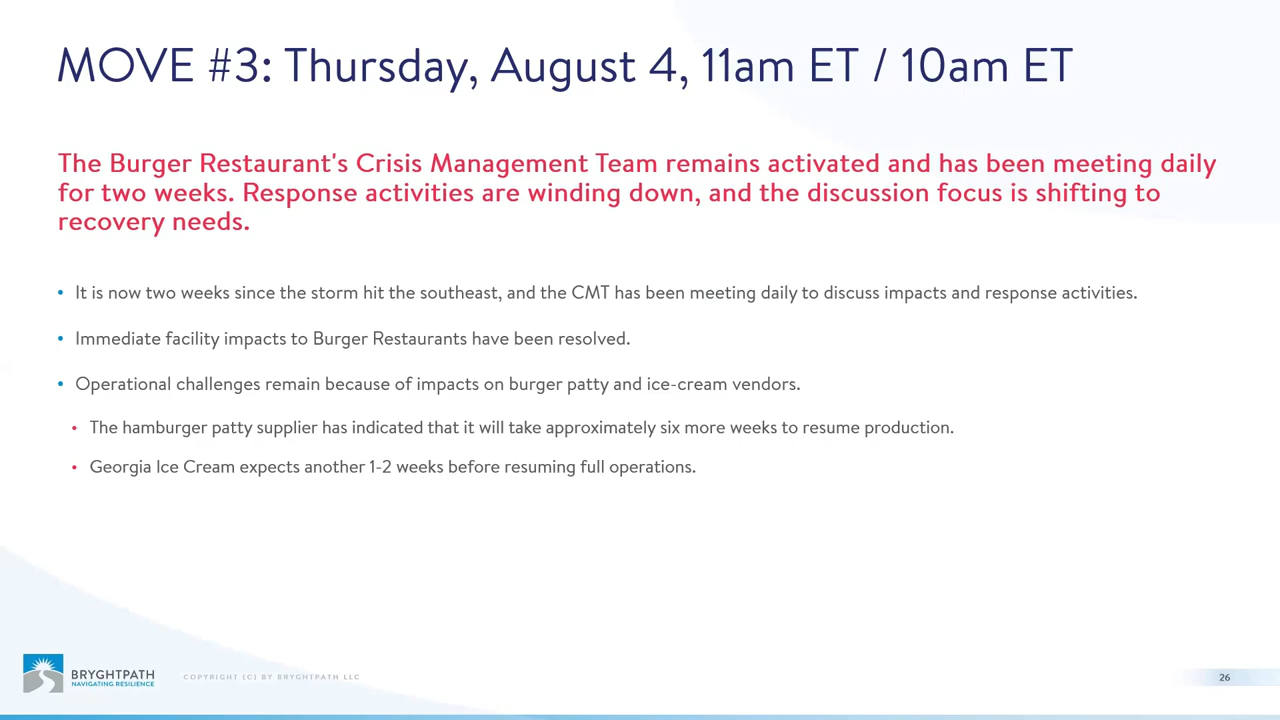 MOVE #3: Thursday, August 4, 11am ET / 10am ET
The Burger Restaurant's Crisis Management Team remains activated and has been meeting daily
for two weeks. Response activities are winding down, and the discussion focus is shifting to
recovery needs.
• It is now two weeks since the storm hit the southeast, and the CMT has been meeting daily to discuss impacts and response activities.
• Immediate facility impacts to Burger Restaurants have been resolved.
• Operational challenges remain because of impacts on burger patty and ice-cream vendors.
• The hamburger patty supplier has indicated that it will take approximately six more weeks to resume production.
• Georgia Ice Cream expects another 1-2 weeks before resuming full operations.
BRYGHTPATH
NAVIGATING RESILIENCE
COPYRIGHT (C) BY BRYGHTPATH LLC
26